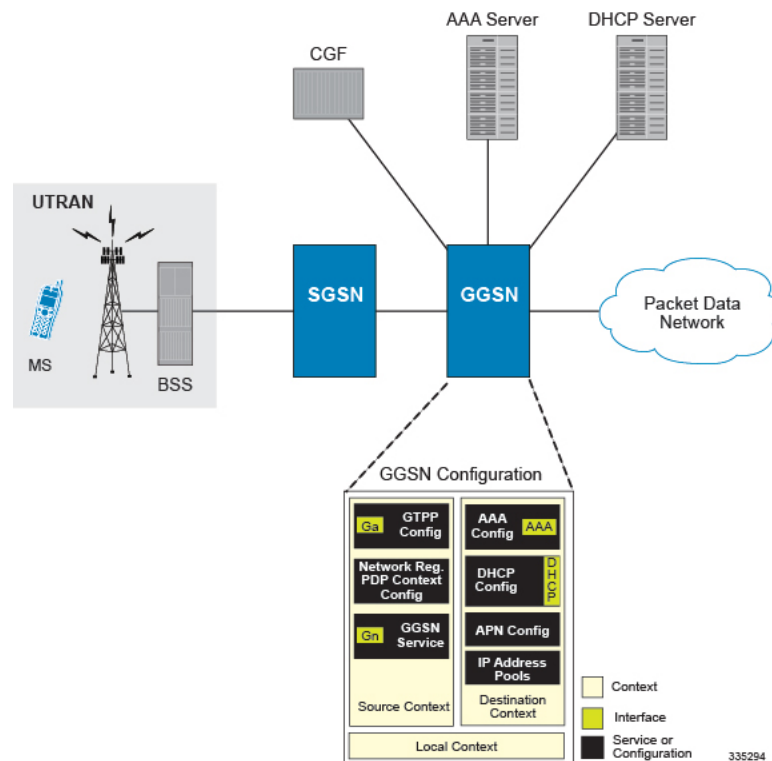 AAA Server
DHCP Server
CGF
UTRAN
MS
BSS
SGSN
GGSN
Packet Data
Network
GGSN Configuration
Ga
GTPP
Config
Network Reg.
PDP Context
Config
Gn
GGSN
Service
Source Context
AAA
Config
AAA
DHCP
Config
DHCP
APN Config
IP Address
Pools
Destination
Context
Local Context
Context
Interface
Service or
Configuration
335294